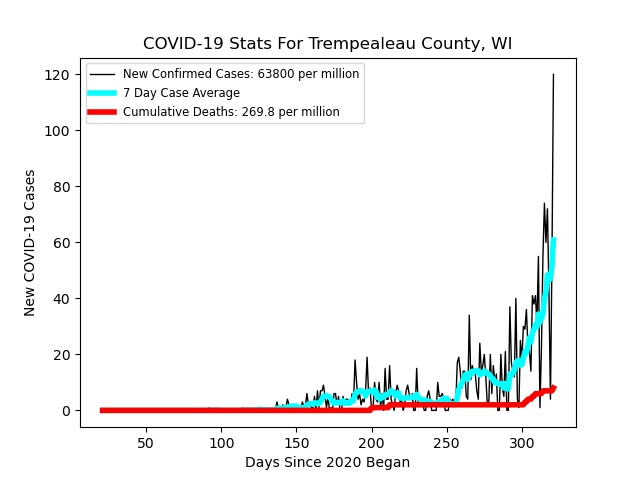 COVID-19 Stats For Trempealeau County, WI
New Confirmed Cases: 63800 per million
7 Day Case Average
Cumulative Deaths: 269.8 per million
New COVID-19 Cases
120
100
80
60
40
20
0
50 100 150 200 250 300
Days Since 2020 Began